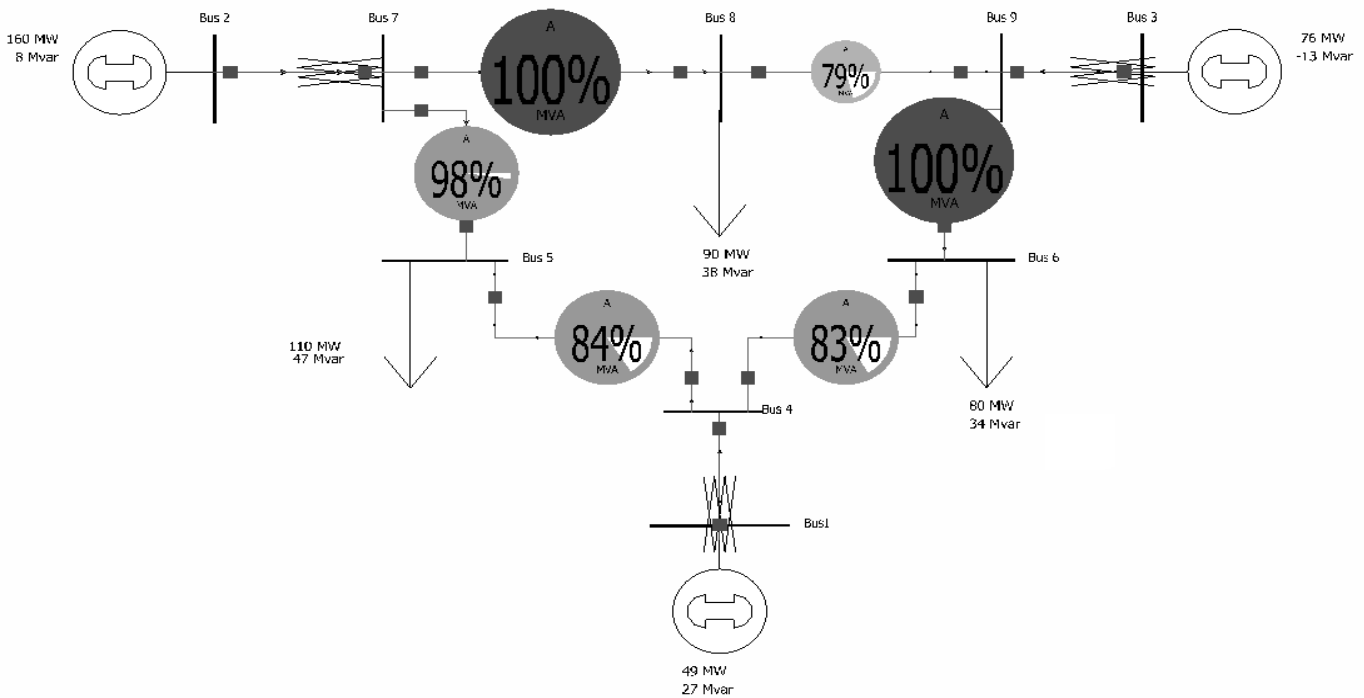 Bus 2
Bus 7
Bus 8
Bus 9
Bus 3
160 MW
8 Mvar
A
100%
MVA
A
79%
MVA
76 MW
-13 Mvar
A
98%
MVA
A
100%
MVA
Bus 5
90 MW
38 Mvar
Bus 6
110 MW
47 Mvar
A
84%
MVA
A
83%
MVA
Bus 4
80 MW
34 Mvar
Bus1
49 MW
27 Mvar